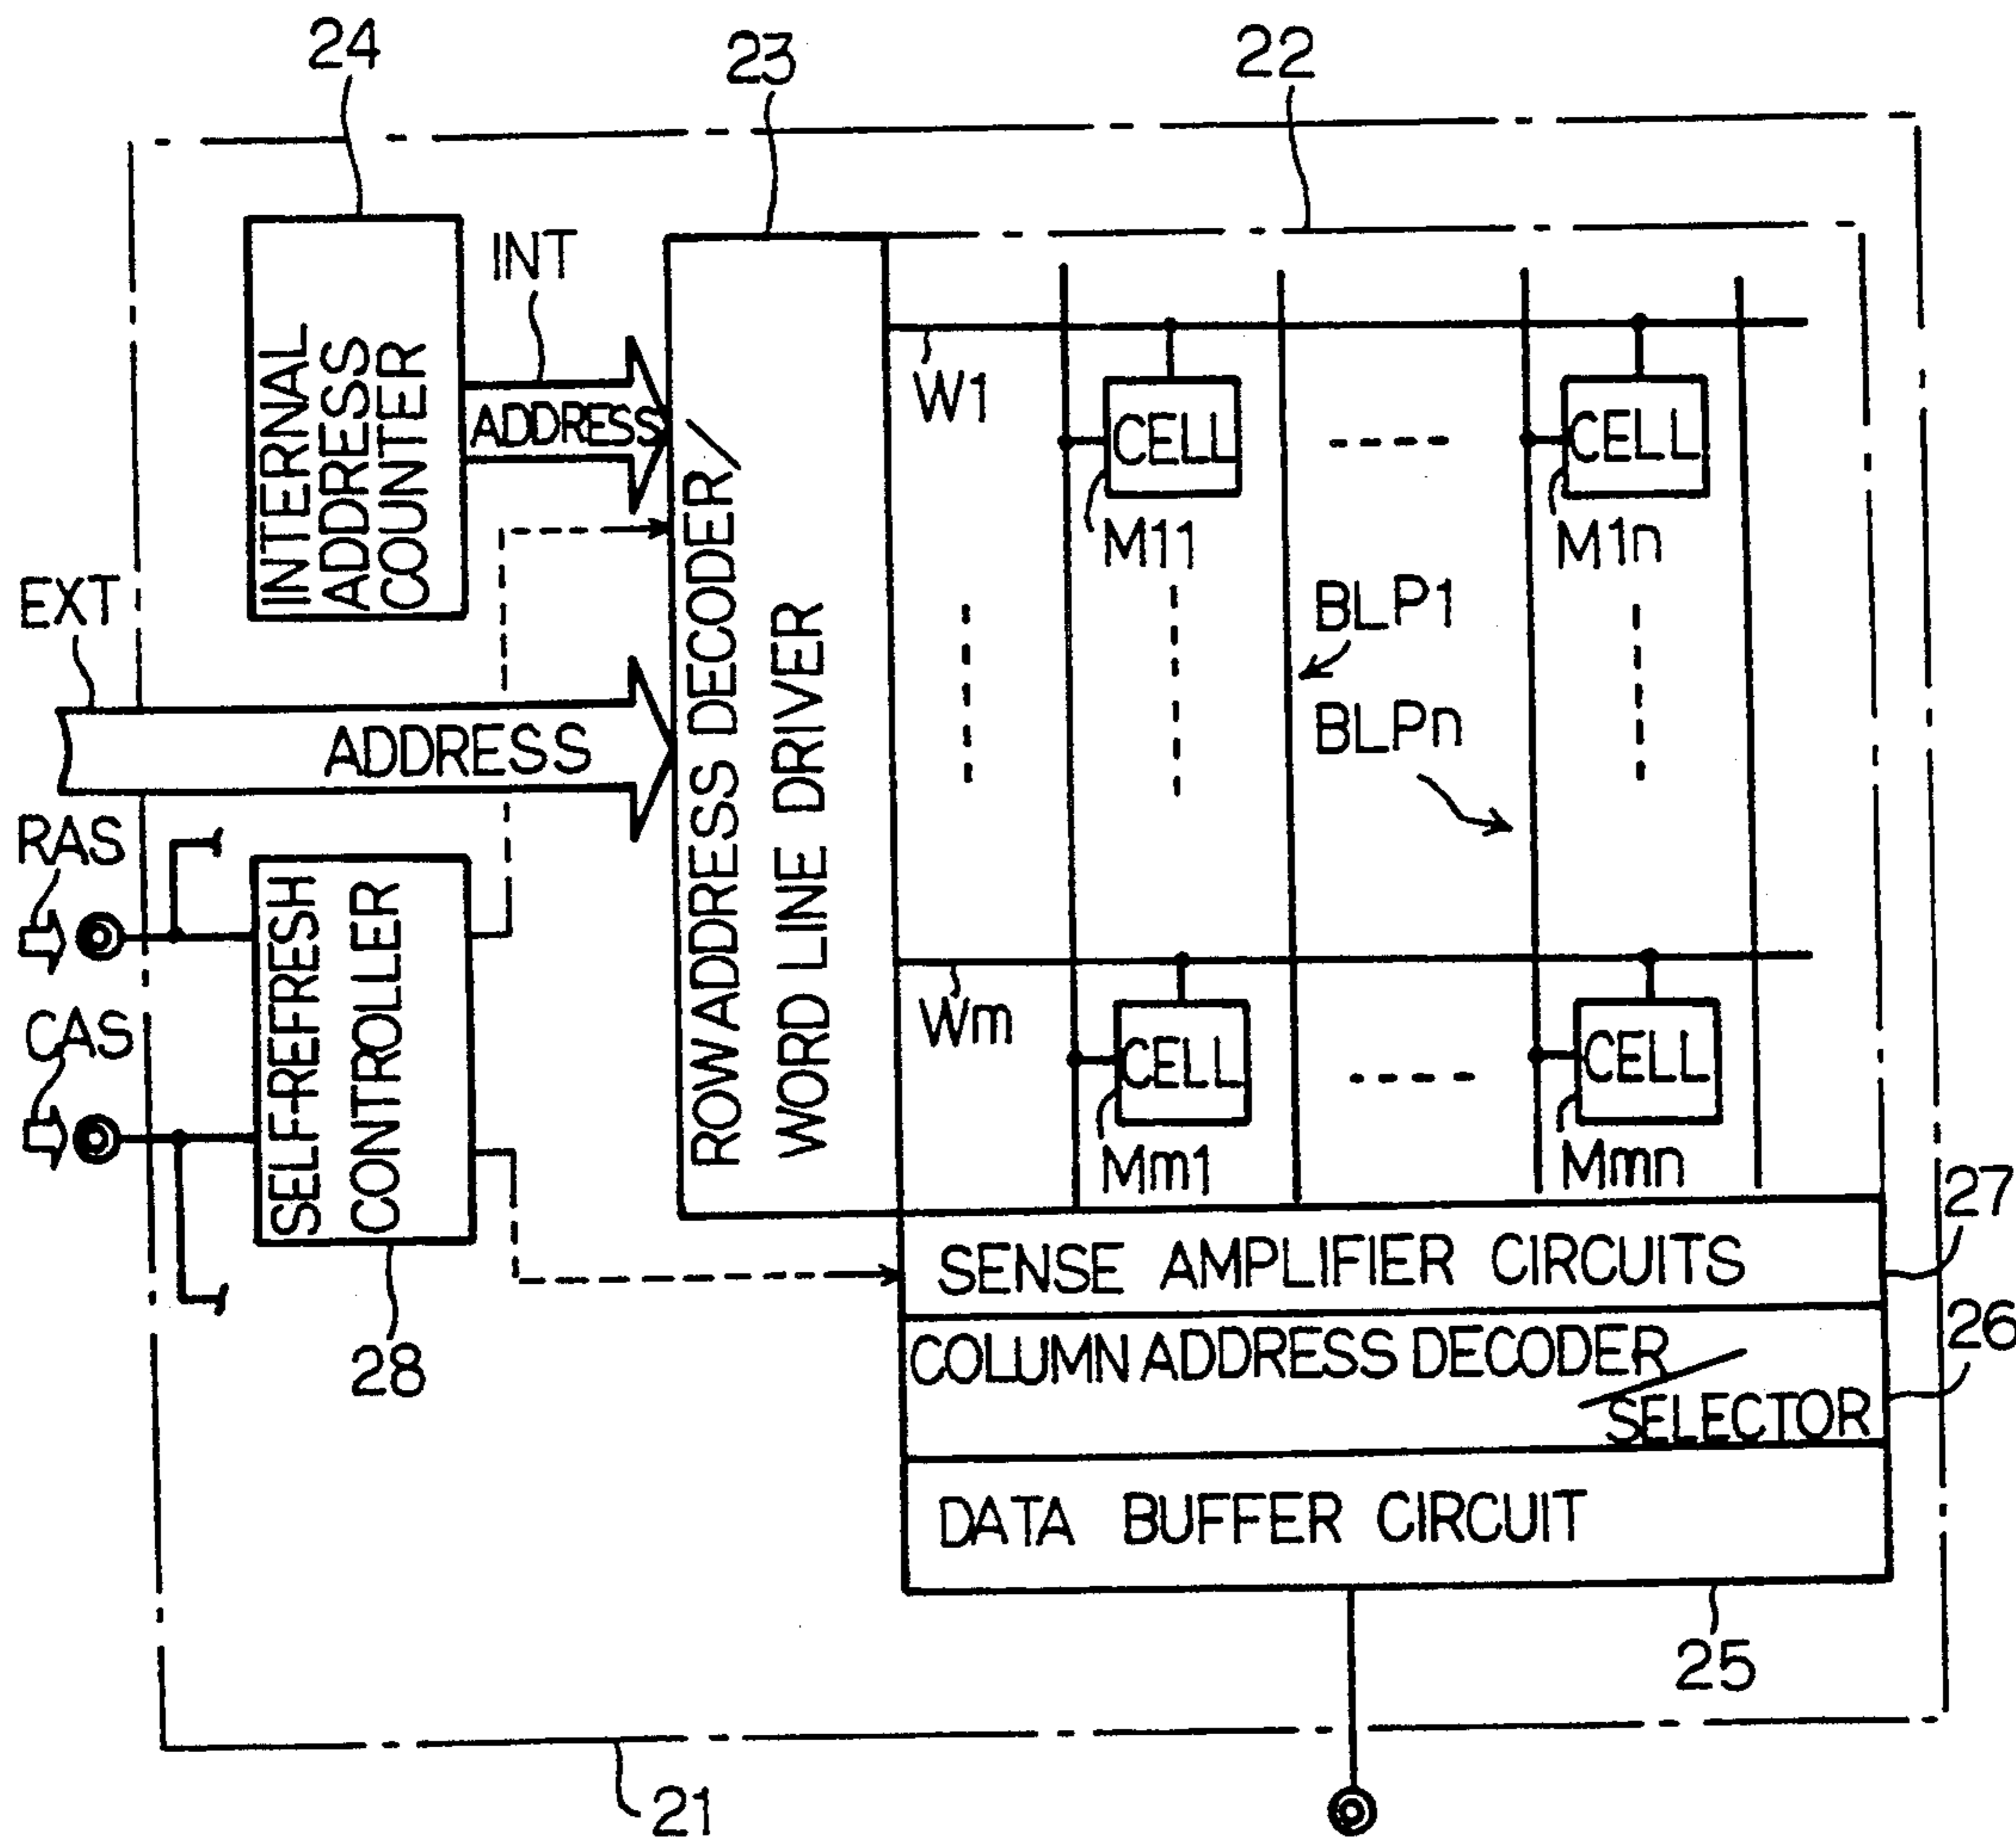 24
23
22
INT
INTERNAL
ADDRESS
COUNTER
ADDRESS
EXT
ADDRESS
ROW ADDRESS DECODER/
WORD LINE DRIVER
W1
CELL
CELL
M11
M1n
BLP1
BLPn
RAS
CAS
SELF-REFRESH
CONTROLLER
28
Wm
CELL
CELL
Mm1
Mmn
SENSE AMPLIFIER CIRCUITS
27
COLUMN ADDRESS DECODER/
SELECTOR
26
DATA BUFFER CIRCUIT
25
21